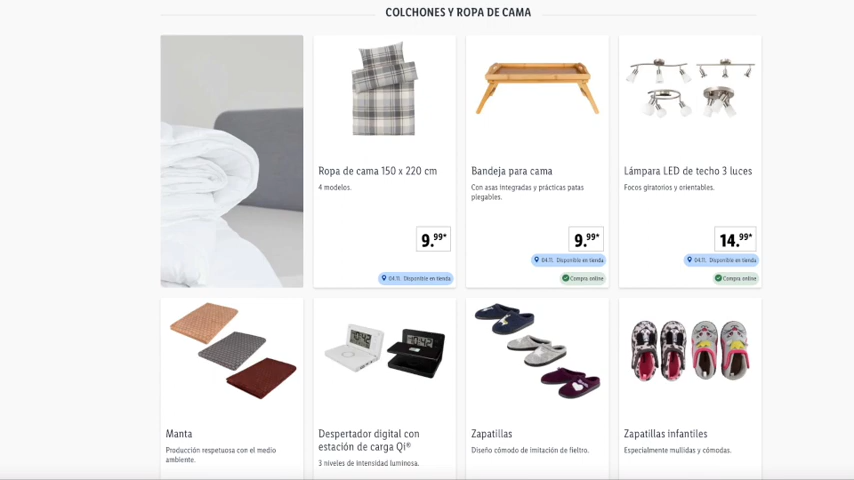 COLCHONES Y ROPA DE CAMA
Ropa de cama 150 x 220 cm
4 modelos.
9.99*
04.11. Disponible en tienda
Bandeja para cama
Con asas integradas y prácticas patas
plegables.
9.99*
04.11. Disponible en tienda
Compra online
Lámpara LED de techo 3 luces
Focos giratorios y orientables.
14.99*
04.11. Disponible en tienda
Compra online
Manta
Producción respetuosa con el medio
ambiente.
Despertador digital con
estación de carga Qi®
3 niveles de intensidad luminosa.
Zapatillas
Diseño cómodo de imitación de fieltro.
Zapatillas infantiles
Especialmente mullidas y cómodas.